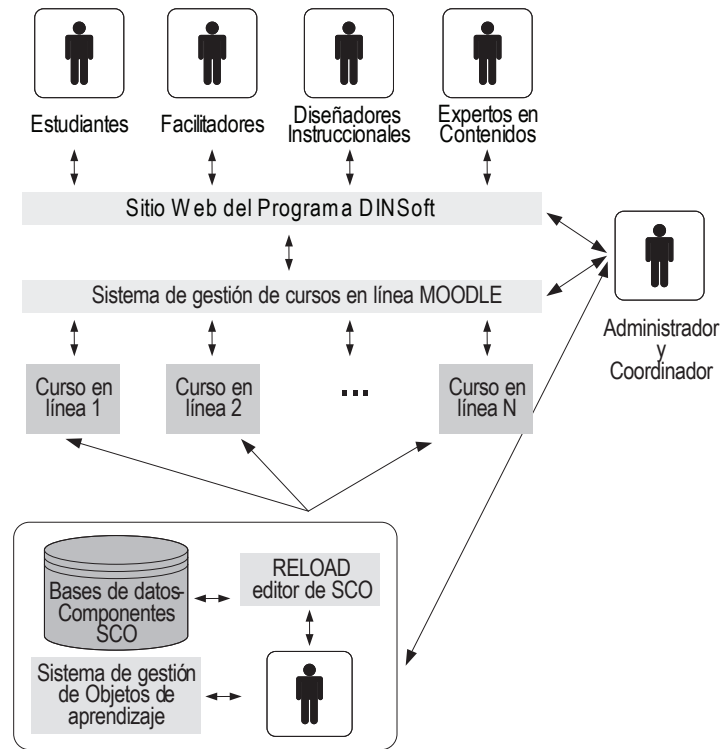 Estudiantes
Facilitadores
Diseñadores
Instruccionales
Expertos en
Contenidos
Sitio Web del Programa DINSoft
Sistema de gestión de cursos en línea MOODLE
Administrador
y
Coordinador
Curso en
línea 1
Curso en
línea 2
...
Curso en
línea N
Bases de datos-
Componentes
SCO
RELOAD
editor de SCO
Sistema de gestión
de Objetos de
aprendizaje